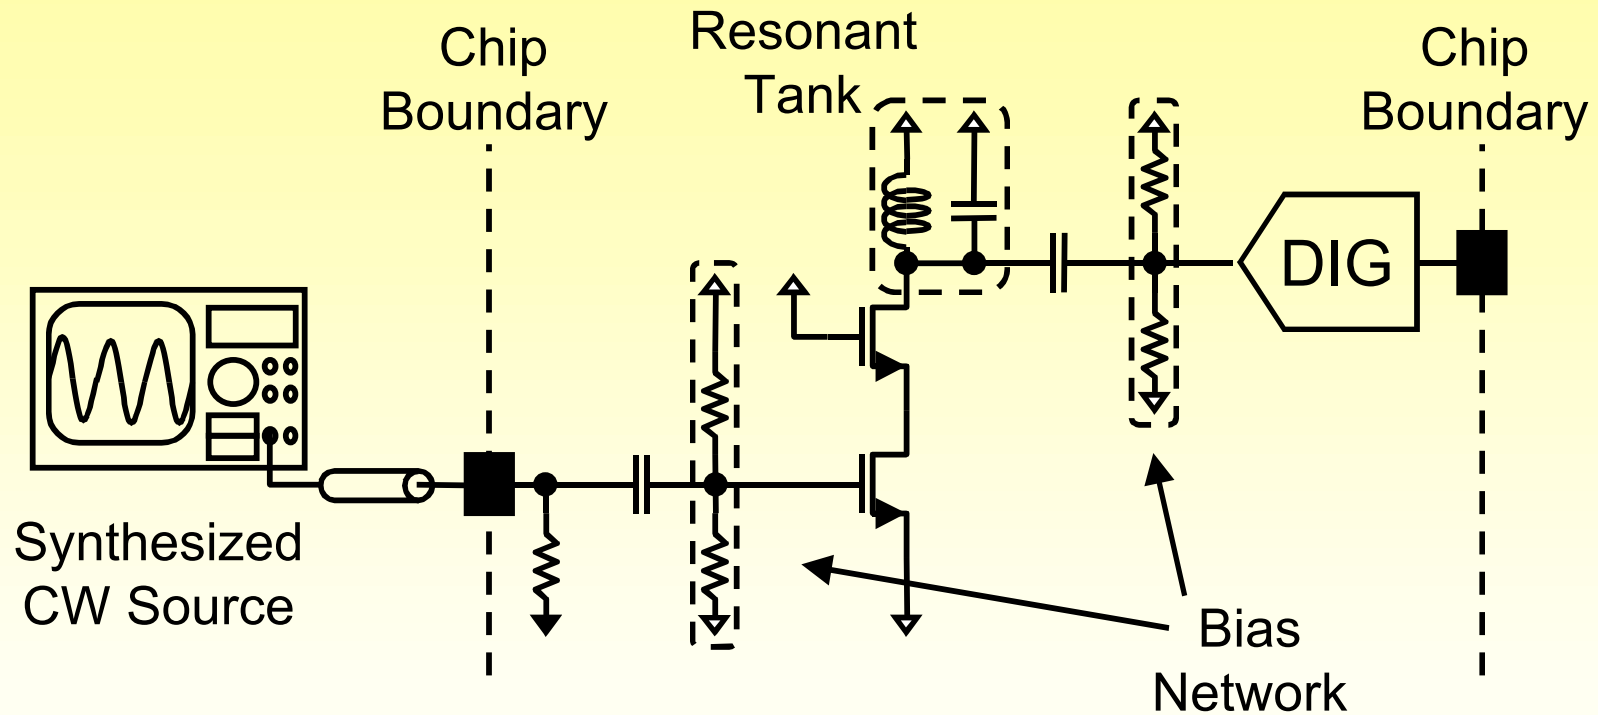 Resonant
Tank
Chip
Boundary
Chip
Boundary
DIG
Synthesized
CW Source
Bias
Network